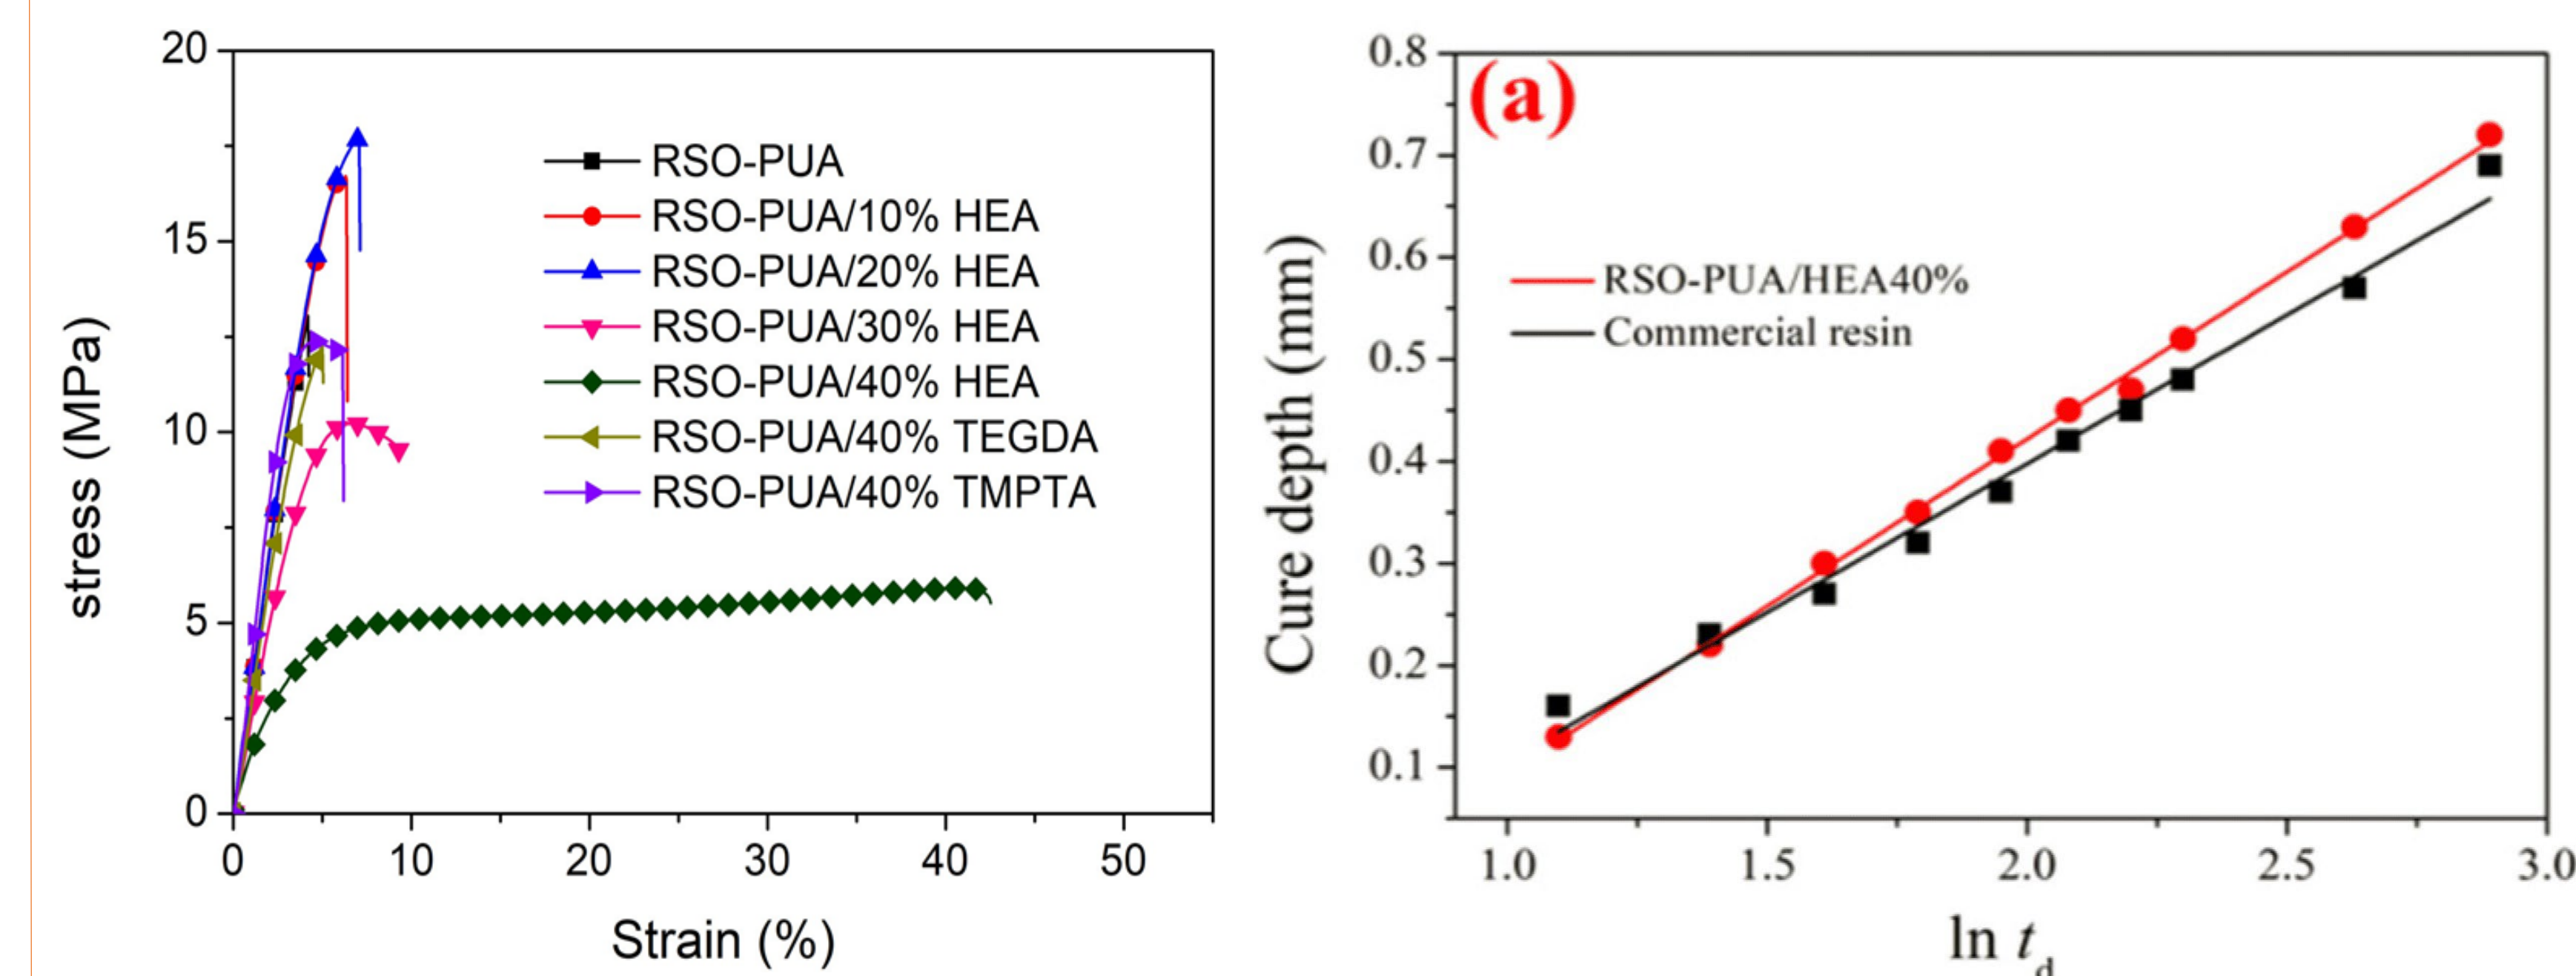 20
15
10
5
0
0 10 20 30 40 50
stress (MPa)
Strain (%)
RSO-PUA
RSO-PUA/10% HEA
RSO-PUA/20% HEA
RSO-PUA/30% HEA
RSO-PUA/40% HEA
RSO-PUA/40% TEGDA
RSO-PUA/40% TMPTA
(a)
0.8
0.7
0.6
0.5
0.4
0.3
0.2
0.1
1.0 1.5 2.0 2.5 3.0
Cure depth (mm)
ln td
RSO-PUA/HEA40%
Commercial resin